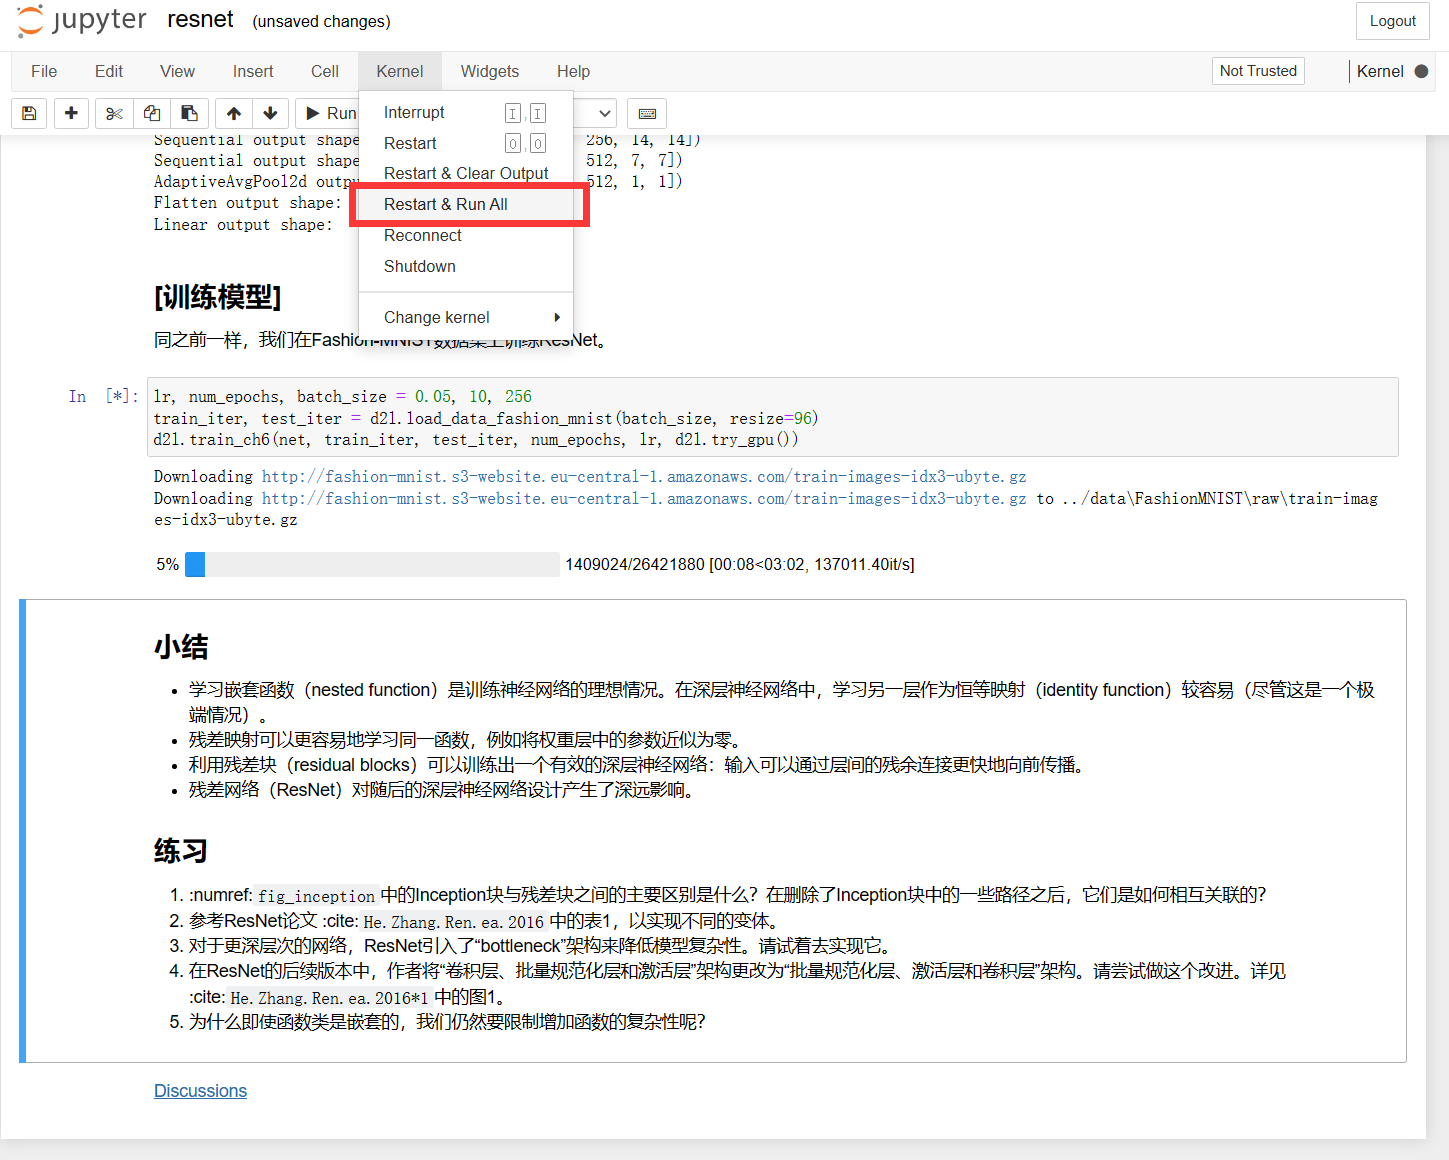 jupyter resnet (unsaved changes) Logout
File Edit View Insert Cell Kernel Widgets Help Not Trusted Kernel
Run
Interrupt I , I
Restart 0 , 0
Restart & Clear Output
Restart & Run All
Reconnect
Shutdown
Change kernel
Sequential output shape 256, 14, 14])
Sequential output shape 512, 7, 7])
AdaptiveAvgPool2d outpu 512, 1, 1])
Flatten output shape:
Linear output shape:
[训练模型]
同之前一样，我们在Fashion-MNIST数据集上训练ResNet。
In [*]: lr, num_epochs, batch_size = 0.05, 10, 256
train_iter, test_iter = d2l.load_data_fashion_mnist(batch_size, resize=96)
d2l.train_ch6(net, train_iter, test_iter, num_epochs, lr, d2l.try_gpu())
Downloading http://fashion-mnist.s3-website.eu-central-1.amazonaws.com/train-images-idx3-ubyte.gz
Downloading http://fashion-mnist.s3-website.eu-central-1.amazonaws.com/train-images-idx3-ubyte.gz to ../data\FashionMNIST\raw\train-imag
es-idx3-ubyte.gz
5% 1409024/26421880 [00:08<03:02, 137011.40it/s]
小结
• 学习嵌套函数（nested function）是训练神经网络的理想情况。在深层神经网络中，学习另一层作为恒等映射（identity function）较容易（尽管这是一个极
端情况）。
• 残差映射可以更容易地学习同一函数，例如将权重层中的参数近似为零。
• 利用残差块（residual blocks）可以训练出一个有效的深层神经网络：输入可以通过层间的残余连接更快地向前传播。
• 残差网络（ResNet）对随后的深层神经网络设计产生了深远影响。
练习
1. :numref: fig_inception 中的Inception块与残差块之间的主要区别是什么？在删除了Inception块中的一些路径之后，它们是如何相互关联的？
2. 参考ResNet论文 :cite: He.Zhang.Ren.ea.2016 中的表1，以实现不同的变体。
3. 对于更深层次的网络，ResNet引入了“bottleneck”架构来降低模型复杂性。请试着去实现它。
4. 在ResNet的后续版本中，作者将“卷积层、批量规范化层和激活层”架构更改为“批量规范化层、激活层和卷积层”架构。请尝试做这个改进。详见
:cite: He.Zhang.Ren.ea.2016*1 中的图1。
5. 为什么即使函数类是嵌套的，我们仍然要限制增加函数的复杂性呢？
Discussions